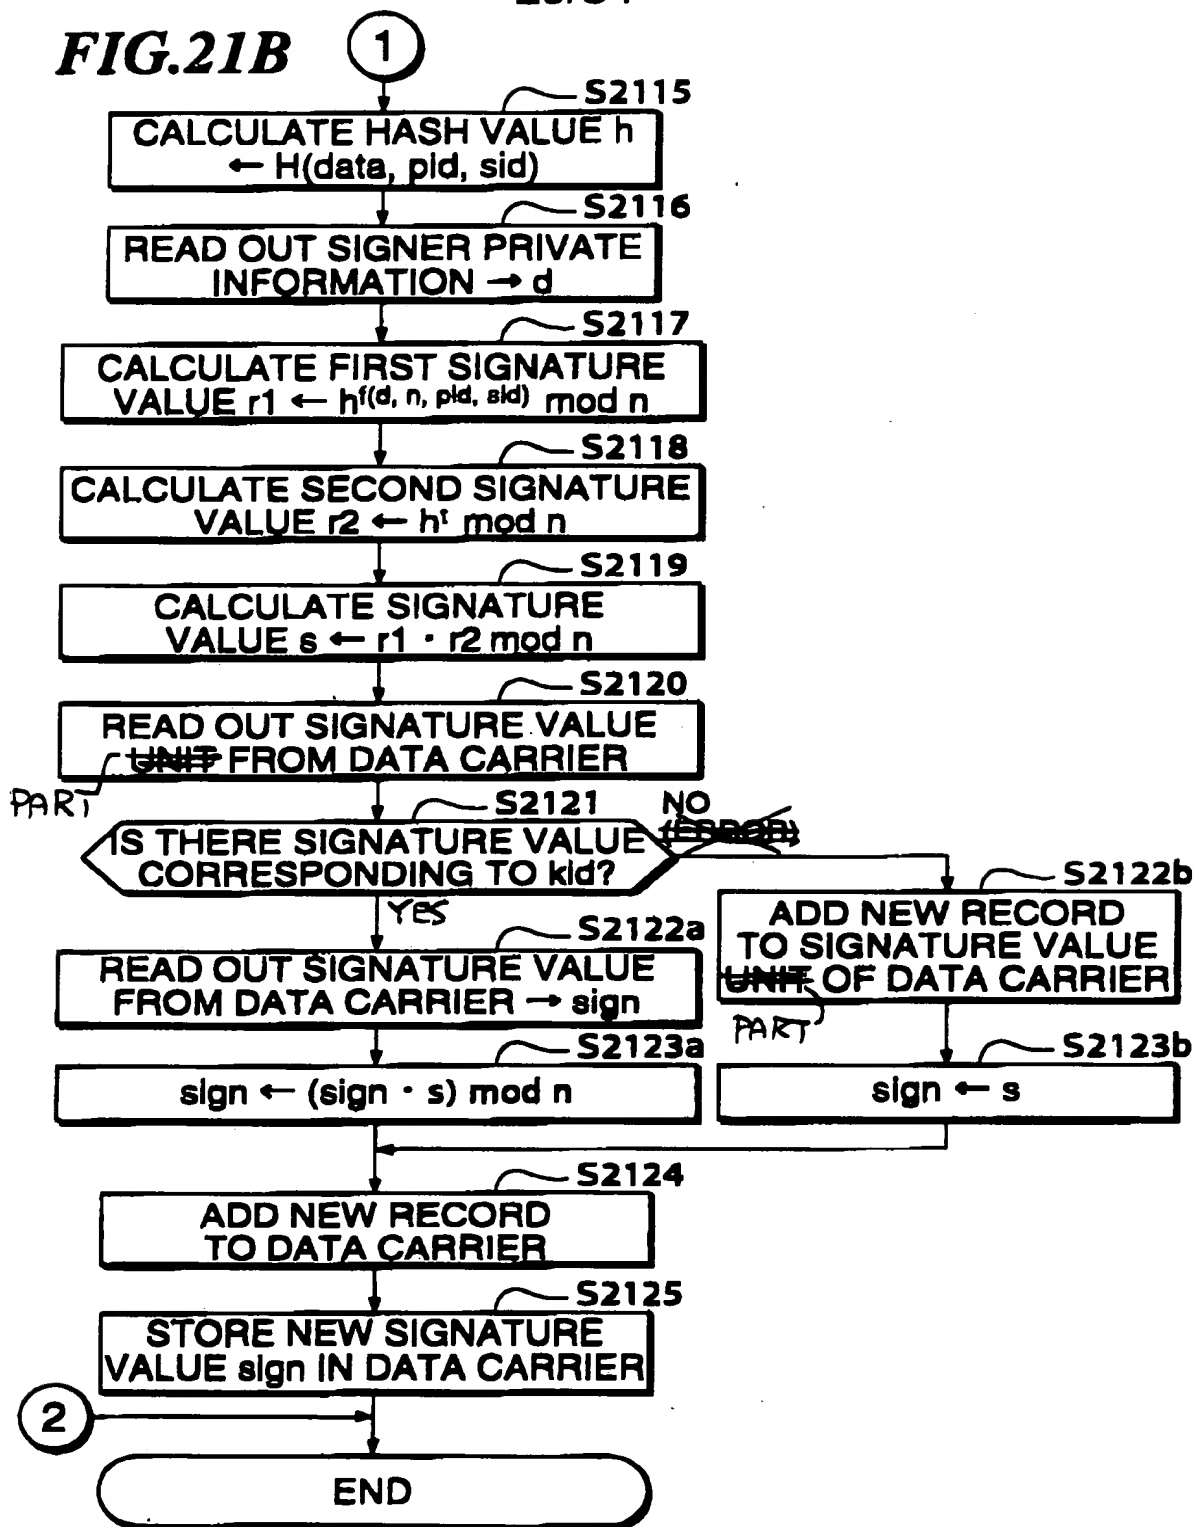 FIG.21B
1
S2115
CALCULATE HASH VALUE h
← H(data, pid, sid)
S2116
READ OUT SIGNER PRIVATE
INFORMATION → d
S2117
CALCULATE FIRST SIGNATURE
VALUE r1 ← h^f(d, n, pid, sid) mod n
S2118
CALCULATE SECOND SIGNATURE
VALUE r2 ← h^t mod n
S2119
CALCULATE SIGNATURE
VALUE s ← r1 · r2 mod n
S2120
READ OUT SIGNATURE VALUE
UNIT FROM DATA CARRIER
PART
S2121
NO
(ERROR)
IS THERE SIGNATURE VALUE
CORRESPONDING TO kid?
YES
S2122b
ADD NEW RECORD
TO SIGNATURE VALUE
UNIT OF DATA CARRIER
PART
S2122a
READ OUT SIGNATURE VALUE
FROM DATA CARRIER → sign
S2123a
sign ← (sign · s) mod n
S2123b
sign ← s
S2124
ADD NEW RECORD
TO DATA CARRIER
S2125
STORE NEW SIGNATURE
VALUE sign IN DATA CARRIER
2
END